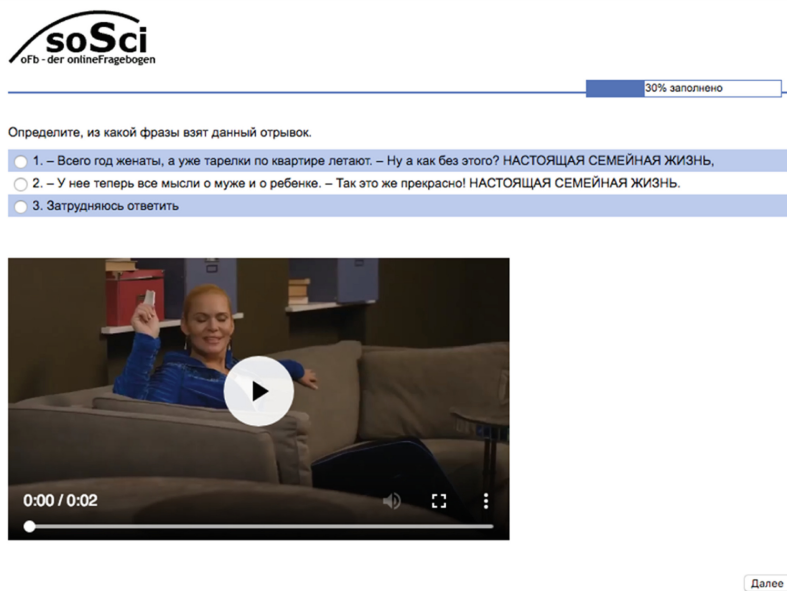 soSci
oFb - der onlineFragebogen
30% заполнено
Определите, из какой фразы взят данный отрывок.
1. – Всего год женаты, а уже тарелки по квартире летают. – Ну а как без этого? НАСТОЯЩАЯ СЕМЕЙНАЯ ЖИЗНЬ,
2. – У нее теперь все мысли о муже и о ребенке. – Так это же прекрасно! НАСТОЯЩАЯ СЕМЕЙНАЯ ЖИЗНЬ.
3. Затрудняюсь ответить
0:00 / 0:02
Далее